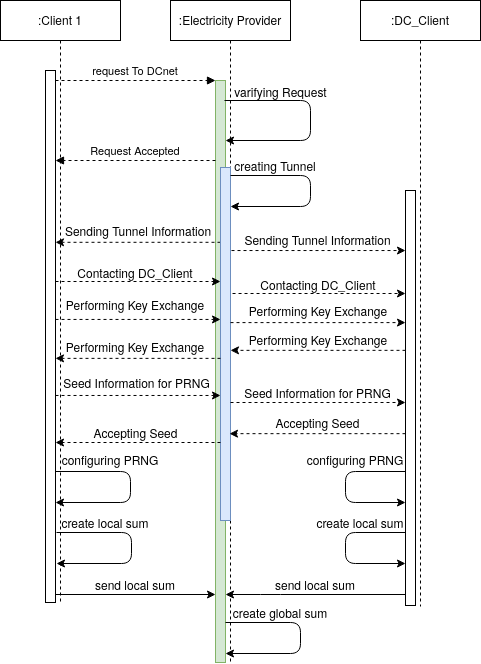 :Client 1
:Electricity Provider
:DC_Client
request To DCnet
varifying Request
Request Accepted
creating Tunnel
Sending Tunnel Information
Sending Tunnel Information
Contacting DC_Client
Contacting DC_Client
Performing Key Exchange
Performing Key Exchange
Performing Key Exchange
Performing Key Exchange
Seed Information for PRNG
Seed Information for PRNG
Accepting Seed
Accepting Seed
configuring PRNG
configuring PRNG
create local sum
create local sum
send local sum
send local sum
create global sum